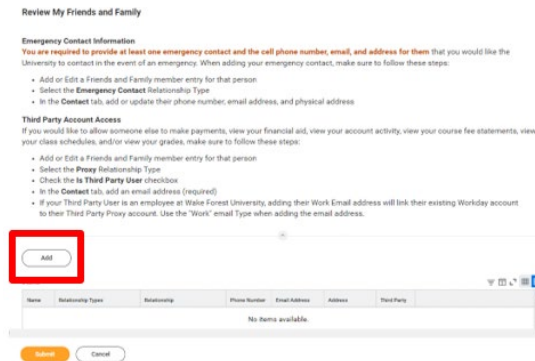 Review My Friends and Family
Emergency Contact Information
You are required to provide at least one emergency contact and the cell phone number, email, and address for them that you would like the
University to contact in the event of an emergency. When adding your emergency contact, make sure to follow these steps:
• Add or Edit a Friends and Family member entry for that person
• Select the Emergency Contact Relationship Type
• In the Contact tab, add or update their phone number, email address, and physical address
Third Party Account Access
If you would like to allow someone else to make payments, view your financial aid, view your account activity, view your course fee statements, view
your class schedules, and/or view your grades, make sure to follow these steps:
• Add or Edit a Friends and Family member entry for that person
• Select the Proxy Relationship Type
• Check the Is Third Party User checkbox
• In the Contact tab, add an email address (required)
• If your Third Party User is an employee at Wake Forest University, adding their Work Email address will link their existing Workday account
to their Third Party Proxy account. Use the "Work" email Type when adding the email address.
Add
Name Relationship Types Relationship Phone Number Email Address Address Third Party
No items available.
Submit Cancel